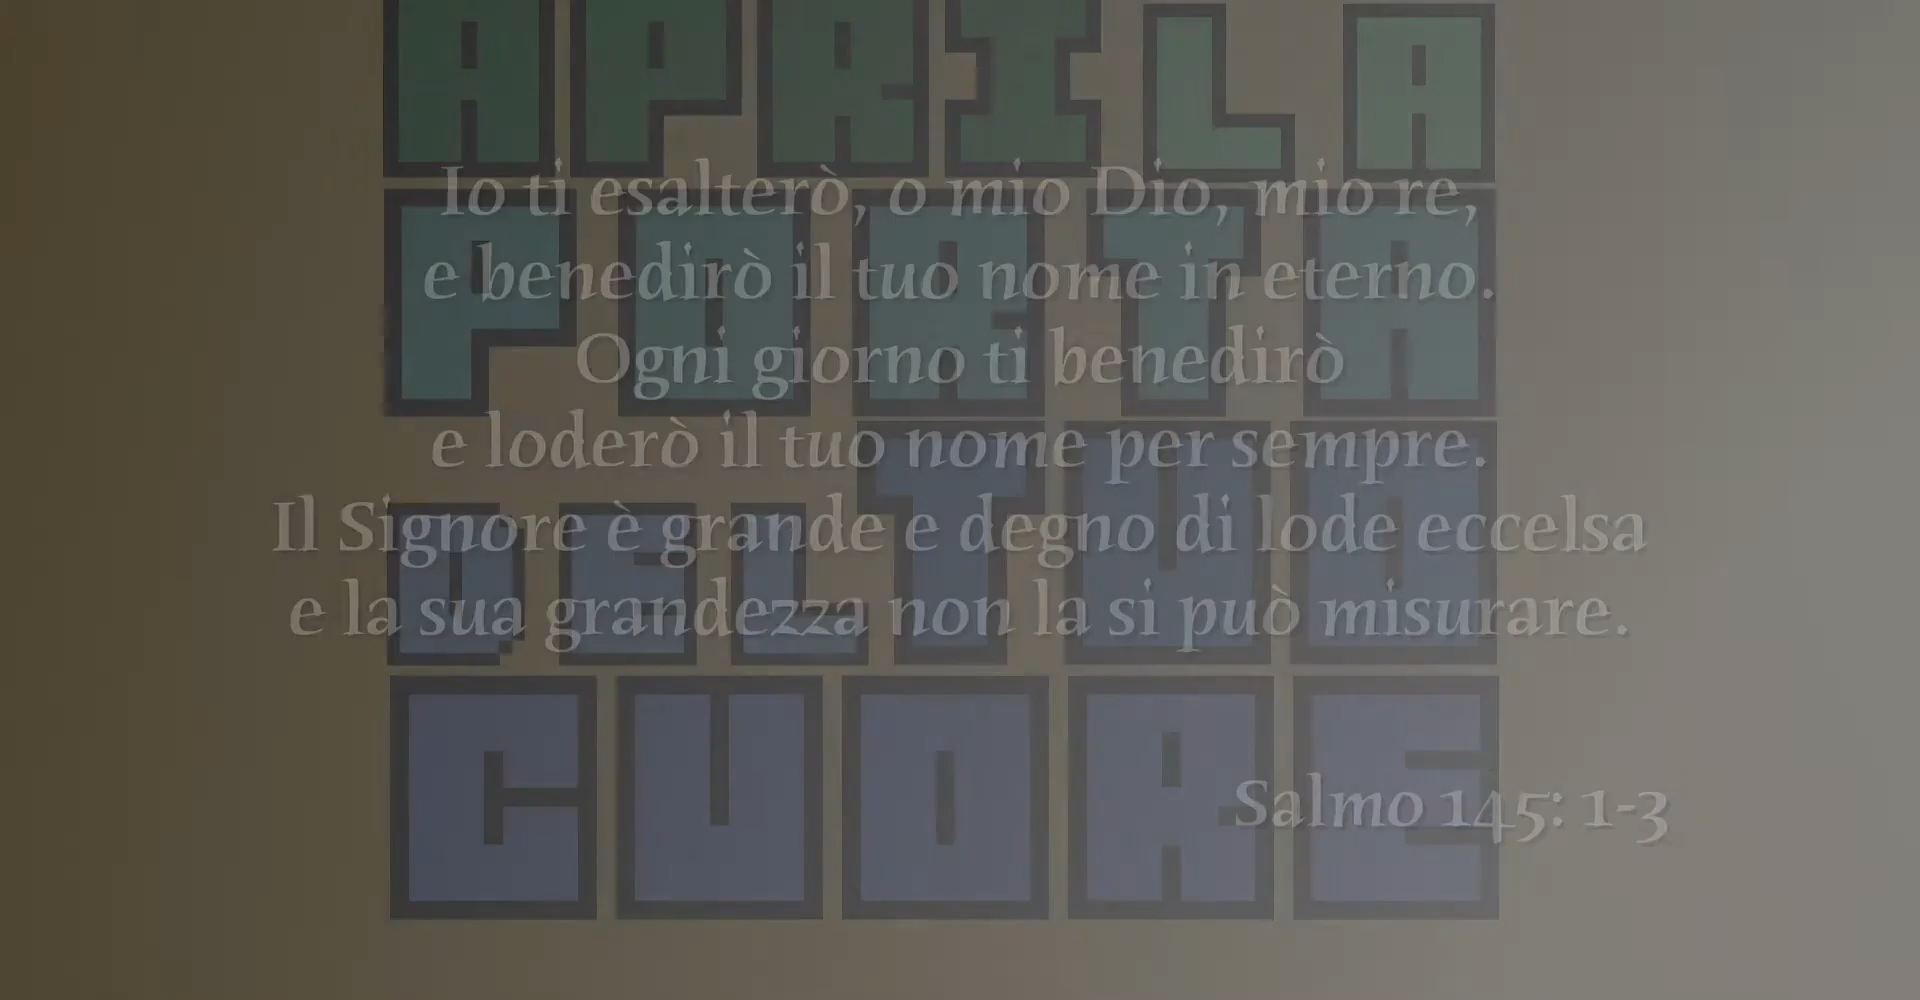 APRI LA
PORTA
DEL TUO
CUORE
Io ti esalterò, o mio Dio, mio re,
e benedirò il tuo nome in eterno.
Ogni giorno ti benedirò
e loderò il tuo nome per sempre.
Il Signore è grande e degno di lode eccelsa
e la sua grandezza non la si può misurare.
Salmo 145: 1-3